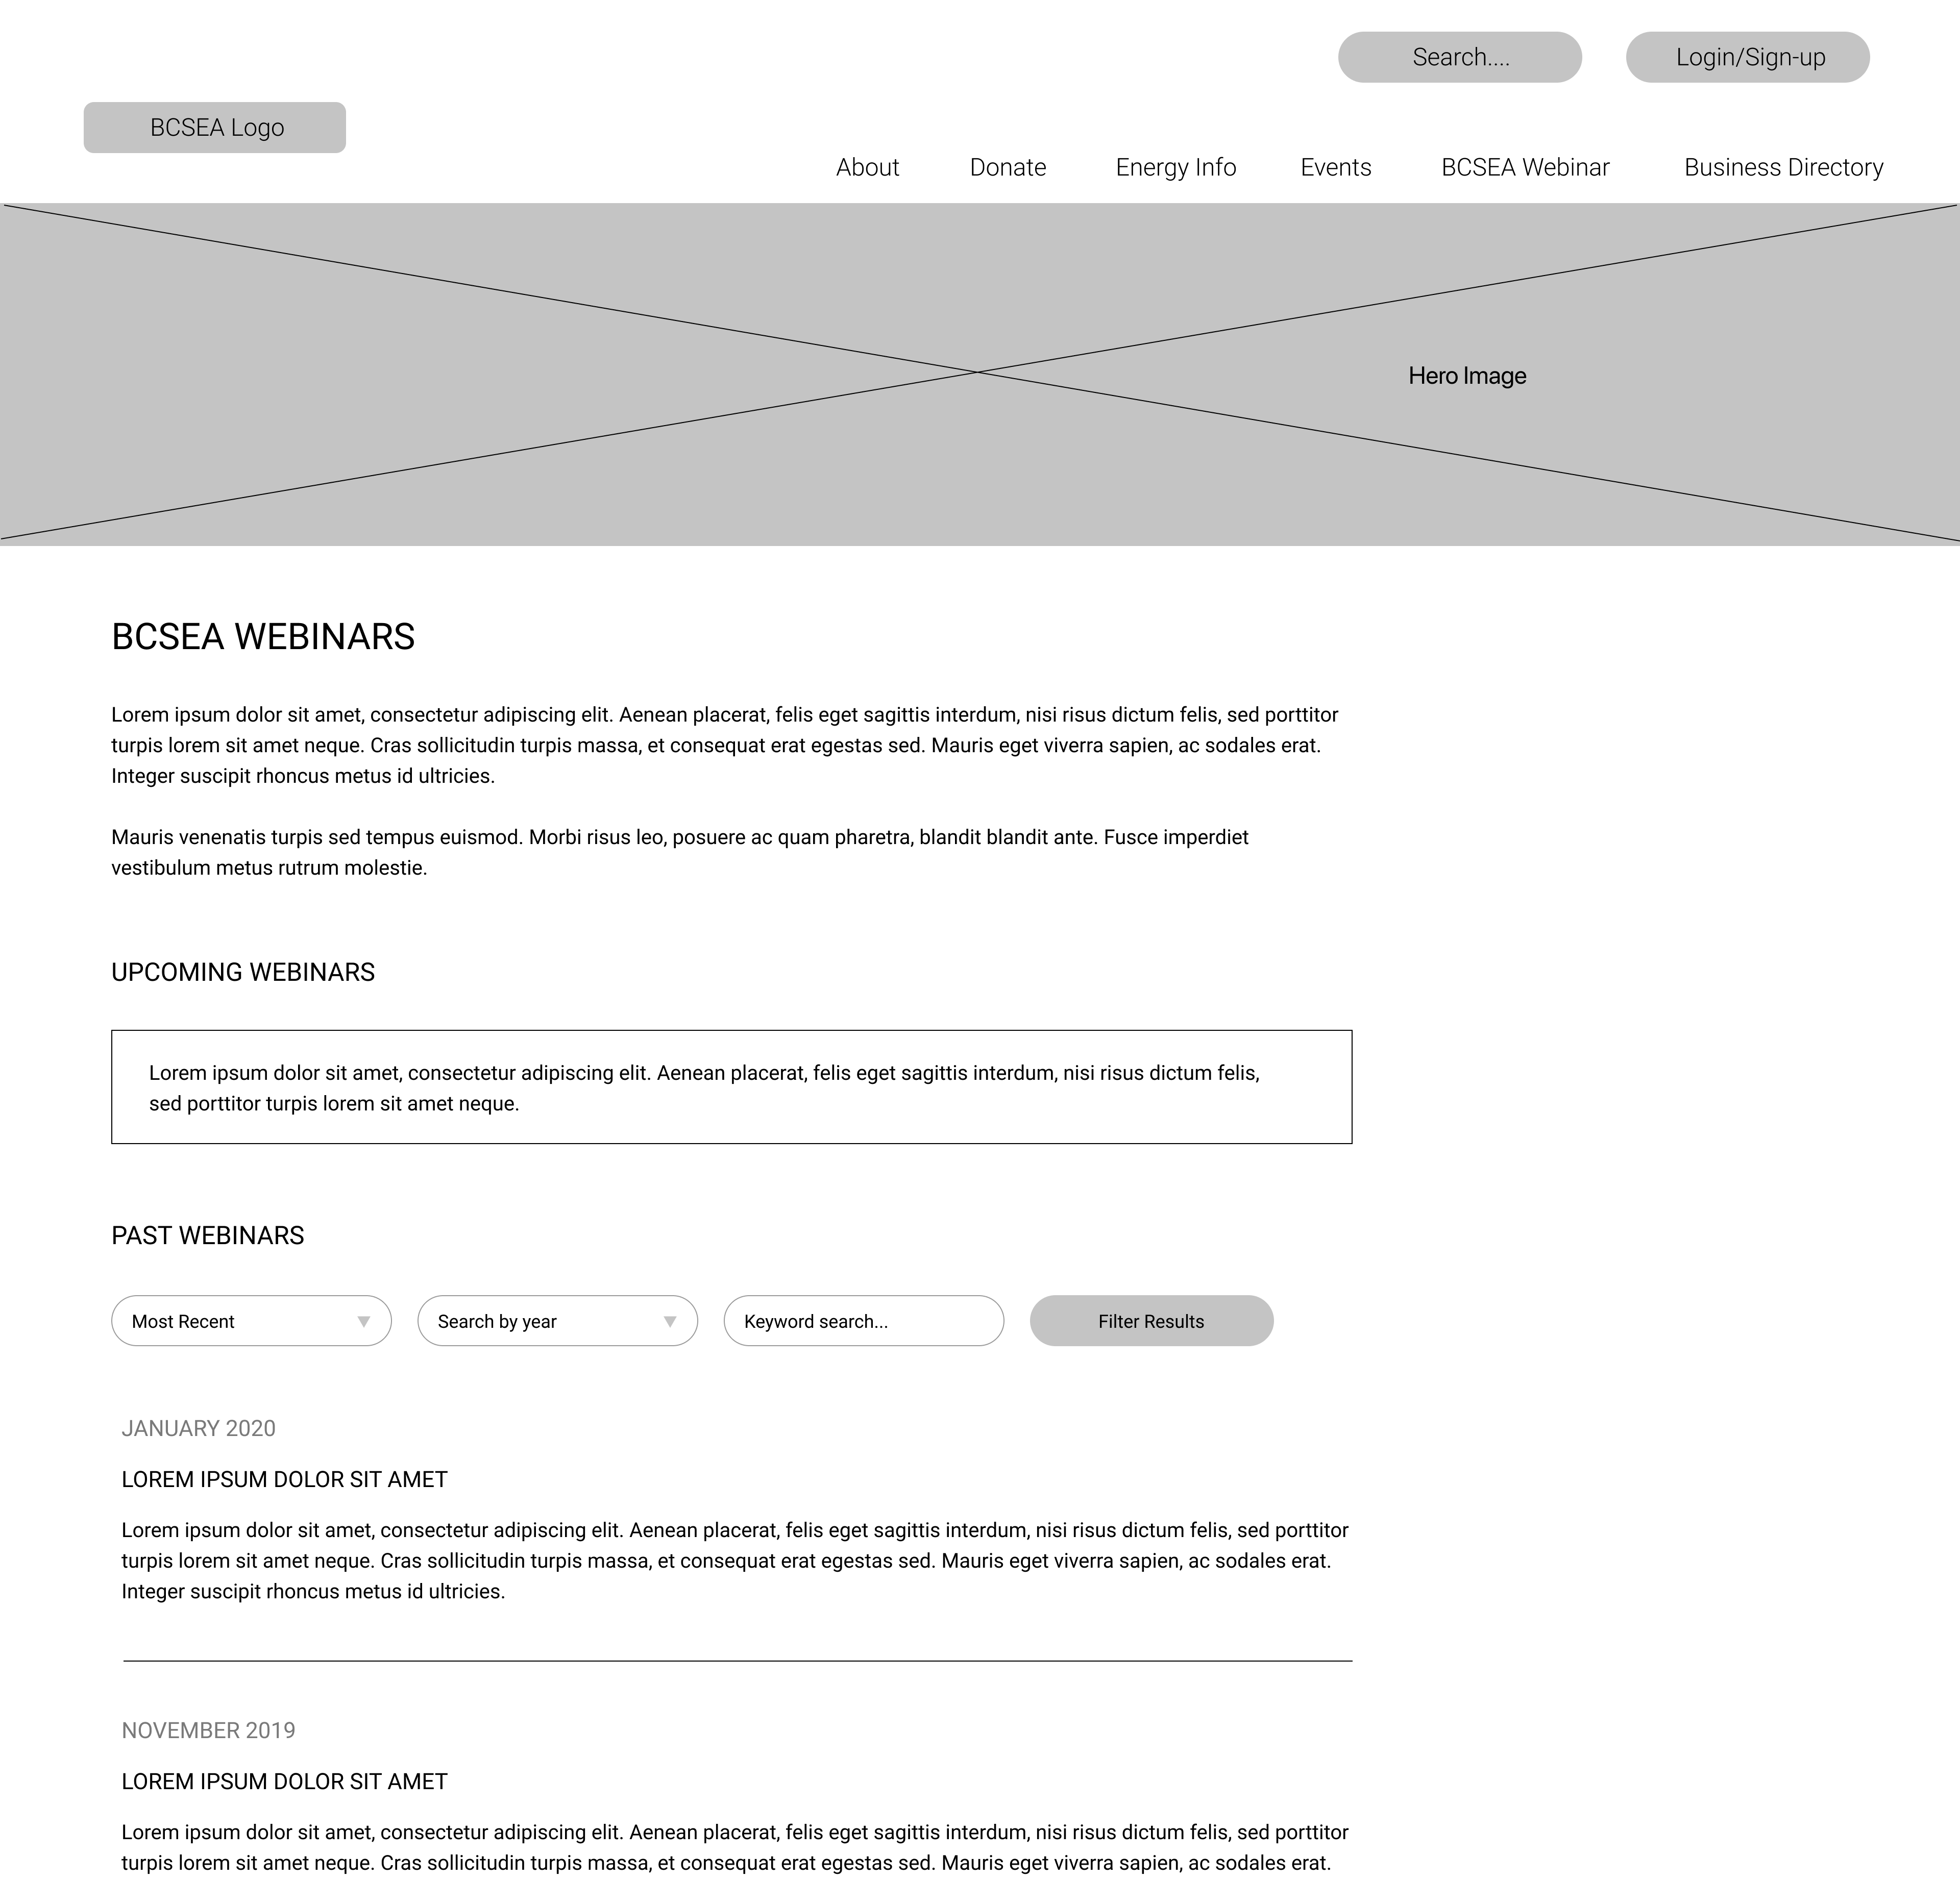 Search....
Login/Sign-up
BCSEA Logo
About
Donate
Energy Info
Events
BCSEA Webinar
Business Directory
Hero Image
BCSEA WEBINARS
Lorem ipsum dolor sit amet, consectetur adipiscing elit. Aenean placerat, felis eget sagittis interdum, nisi risus dictum felis, sed porttitor
turpis lorem sit amet neque. Cras sollicitudin turpis massa, et consequat erat egestas sed. Mauris eget viverra sapien, ac sodales erat.
Integer suscipit rhoncus metus id ultricies.
Mauris venenatis turpis sed tempus euismod. Morbi risus leo, posuere ac quam pharetra, blandit blandit ante. Fusce imperdiet
vestibulum metus rutrum molestie.
UPCOMING WEBINARS
Lorem ipsum dolor sit amet, consectetur adipiscing elit. Aenean placerat, felis eget sagittis interdum, nisi risus dictum felis,
sed porttitor turpis lorem sit amet neque.
PAST WEBINARS
Most Recent
Search by year
Keyword search...
Filter Results
JANUARY 2020
LOREM IPSUM DOLOR SIT AMET
Lorem ipsum dolor sit amet, consectetur adipiscing elit. Aenean placerat, felis eget sagittis interdum, nisi risus dictum felis, sed porttitor
turpis lorem sit amet neque. Cras sollicitudin turpis massa, et consequat erat egestas sed. Mauris eget viverra sapien, ac sodales erat.
Integer suscipit rhoncus metus id ultricies.
NOVEMBER 2019
LOREM IPSUM DOLOR SIT AMET
Lorem ipsum dolor sit amet, consectetur adipiscing elit. Aenean placerat, felis eget sagittis interdum, nisi risus dictum felis, sed porttitor
turpis lorem sit amet neque. Cras sollicitudin turpis massa, et consequat erat egestas sed. Mauris eget viverra sapien, ac sodales erat.